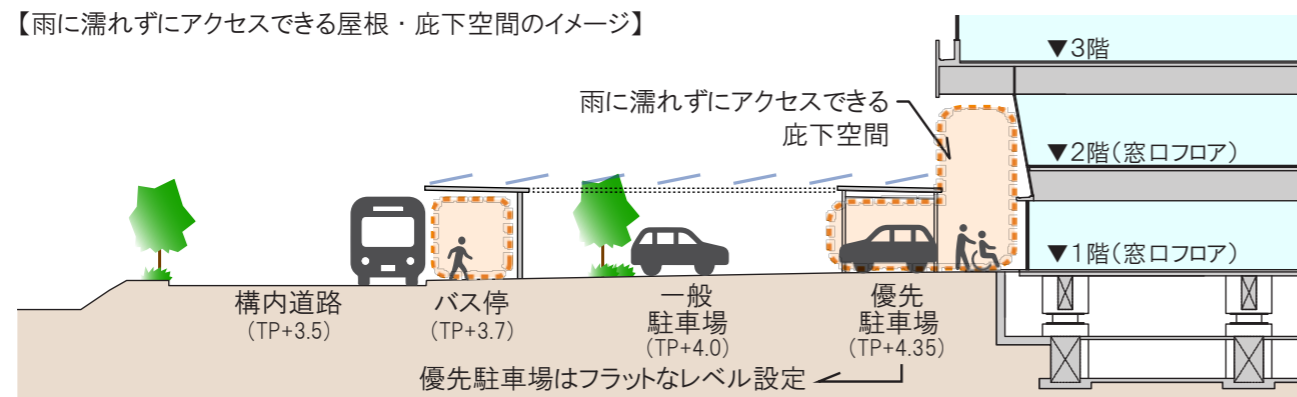 【雨に濡れずにアクセスできる屋根・庇下空間のイメージ】
▼3階
雨に濡れずにアクセスできる
庇下空間
▼2階(窓口フロア)
▼1階(窓口フロア)
構内道路
(TP+3.5)
バス停
(TP+3.7)
一般
駐車場
(TP+4.0)
優先
駐車場
(TP+4.35)
優先駐車場はフラットなレベル設定